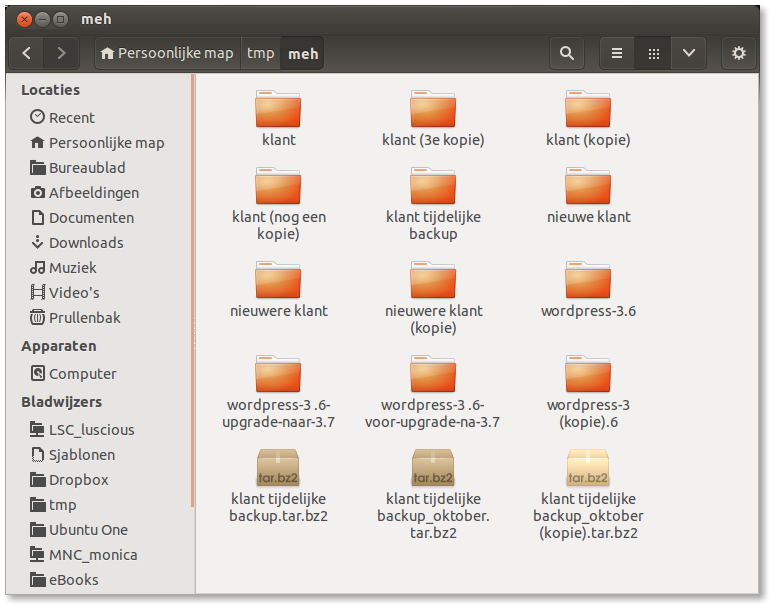 meh
Persoonlijke map
tmp
meh
Locaties
Recent
Persoonlijke map
Bureaublad
Afbeeldingen
Documenten
Downloads
Muziek
Video's
Prullenbak
Apparaten
Computer
Bladwijzers
LSC_luscious
Sjablonen
Dropbox
tmp
Ubuntu One
MNC_monica
eBooks
klant
klant (3e kopie)
klant (kopie)
klant (nog een
kopie)
klant tijdelijke
backup
nieuwe klant
nieuwere klant
nieuwere klant
(kopie)
wordpress-3.6
wordpress-3 .6-
upgrade-naar-3.7
wordpress-3 .6-
voor-upgrade-na-3.7
wordpress-3
(kopie).6
tar.bz2
klant tijdelijke
backup.tar.bz2
tar.bz2
klant tijdelijke
backup_oktober.
tar.bz2
tar.bz2
klant tijdelijke
backup_oktober
(kopie).tar.bz2